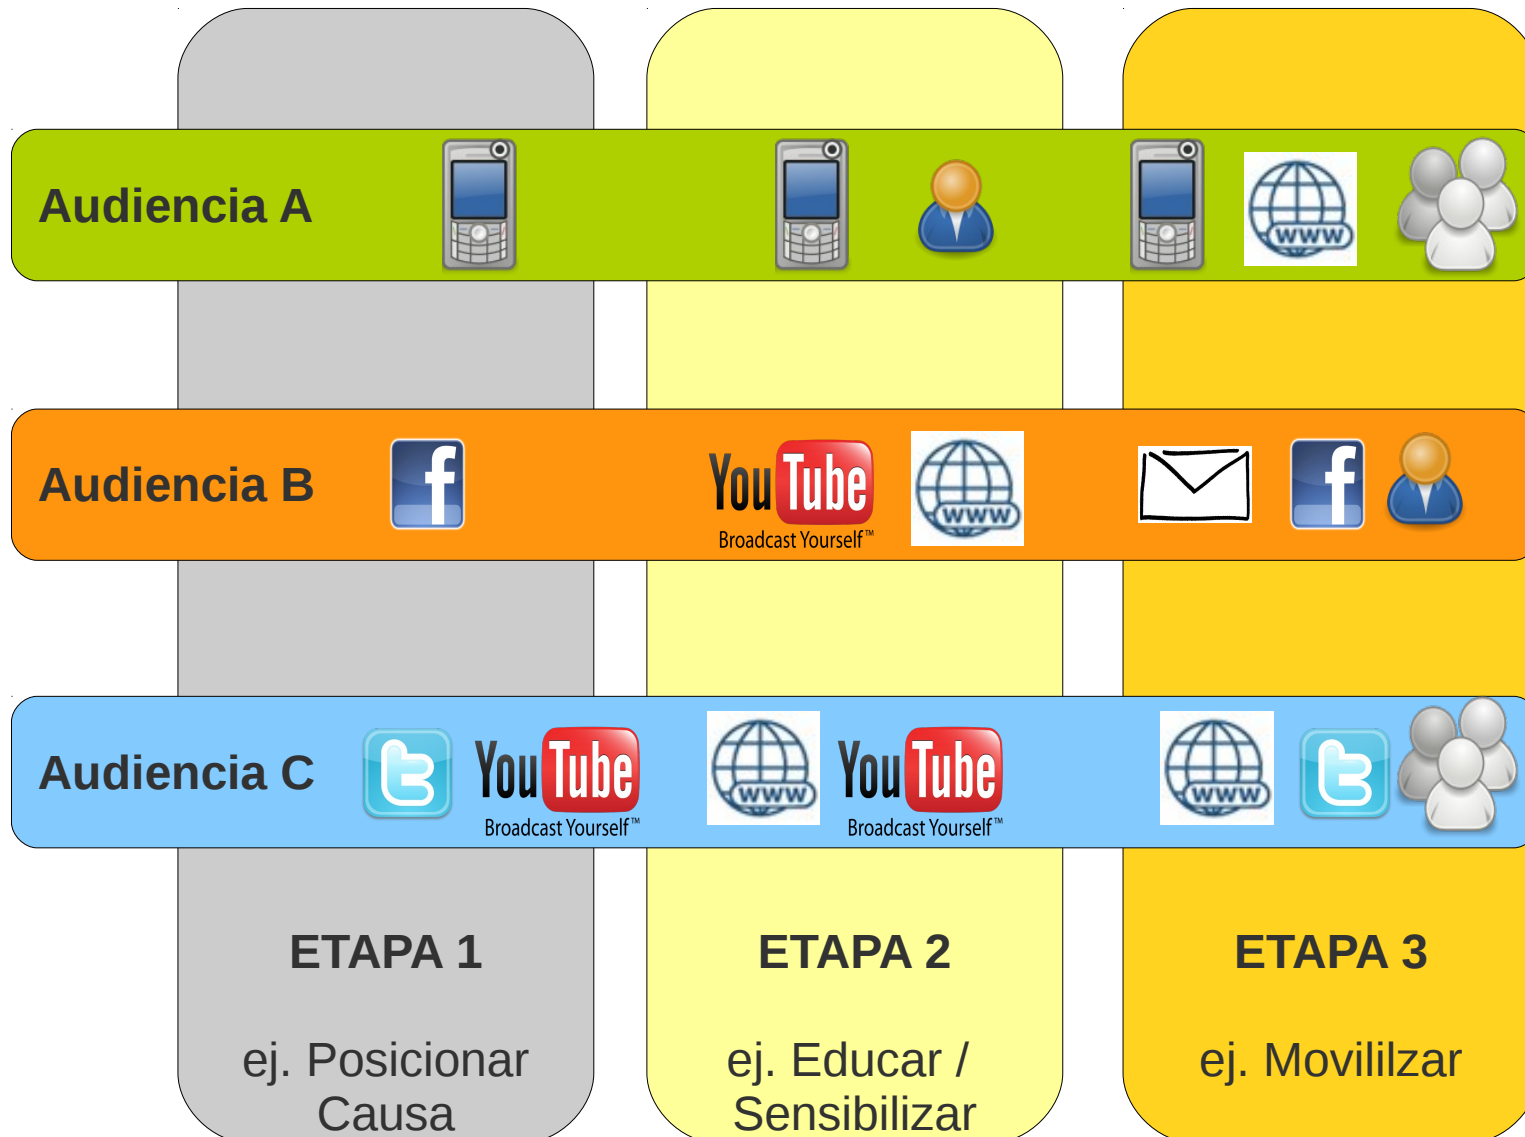 Audiencia A
WWW
Audiencia B
f
YouTube
Broadcast Yourself™
WWW
f
Audiencia C
t
YouTube
Broadcast Yourself™
WWW
YouTube
Broadcast Yourself™
WWW
t
ETAPA 1
ej. Posicionar
Causa
ETAPA 2
ej. Educar /
Sensibilizar
ETAPA 3
ej. Movililzar